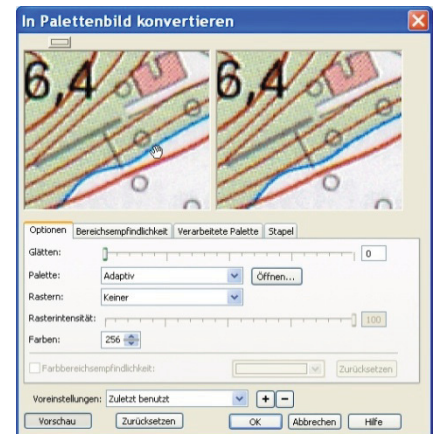 In Palettenbild konvertieren
6,4 6,4
Optionen Bereichsempfindlichkeit Verarbeitete Palette Stapel
Glätten: 0
Palette: Adaptiv Öffnen...
Rastern: Keiner
Rasterintensität: 100
Farben: 256
Farbbereichsempfindlichkeit: Zurücksetzen
Voreinstellungen: Zuletzt benutzt + -
Vorschau Zurücksetzen OK Abbrechen Hilfe